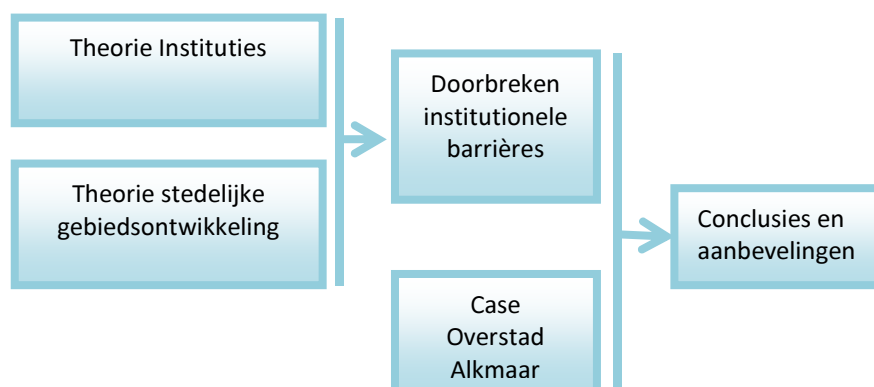 Theorie Instituties
Theorie stedelijke
gebiedsontwikkeling
Doorbreken
institutionele
barrières
Case
Overstad
Alkmaar
Conclusies en
aanbevelingen